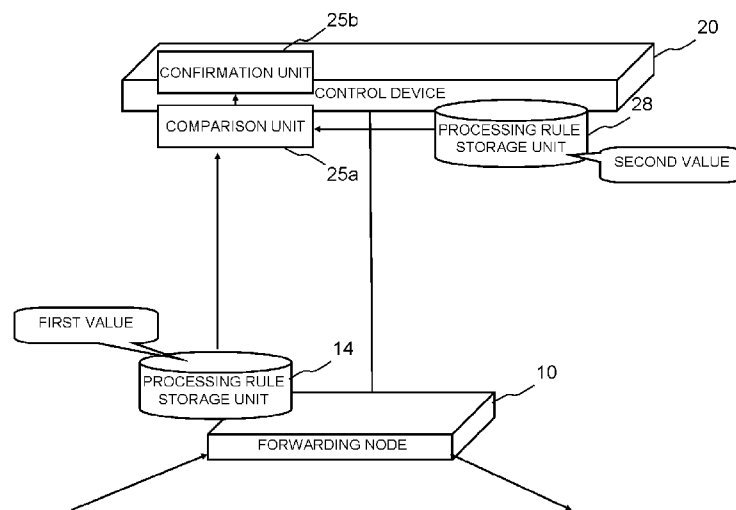 25b
20
CONFIRMATION UNIT
CONTROL DEVICE
COMPARISON UNIT
25a
PROCESSING RULE
STORAGE UNIT
28
SECOND VALUE
FIRST VALUE
14
PROCESSING RULE
STORAGE UNIT
10
FORWARDING NODE